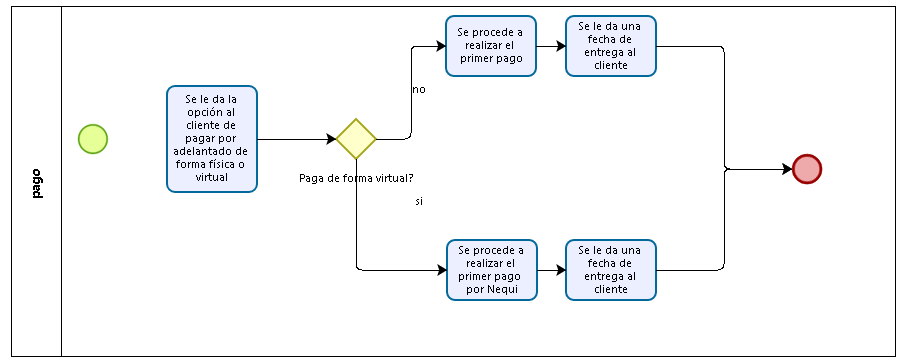 pago
Se le da la
opción al
cliente de
pagar por
adelantado de
forma física o
virtual
Paga de forma virtual?
no
si
Se procede a
realizar el
primer pago
Se le da una
fecha de
entrega al
cliente
Se procede a
realizar el
primer pago
por Nequi
Se le da una
fecha de
entrega al
cliente